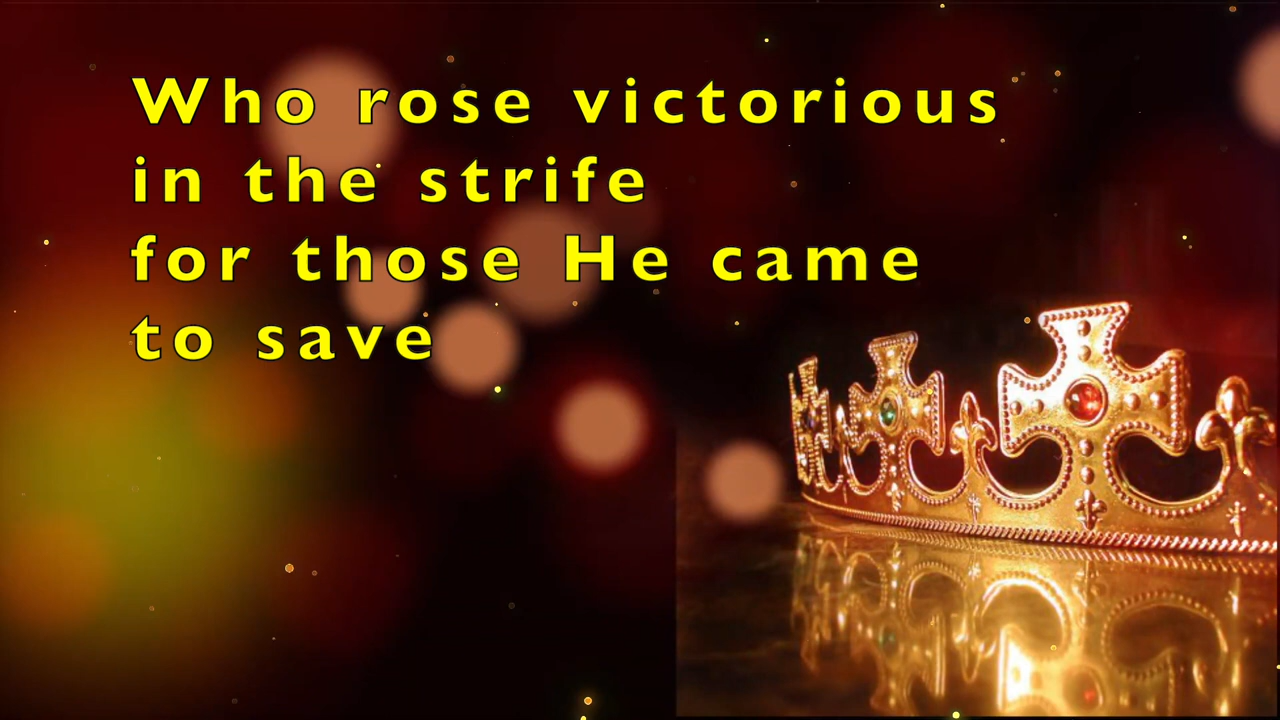 Who rose victorious
in the strife
for those He came
to save